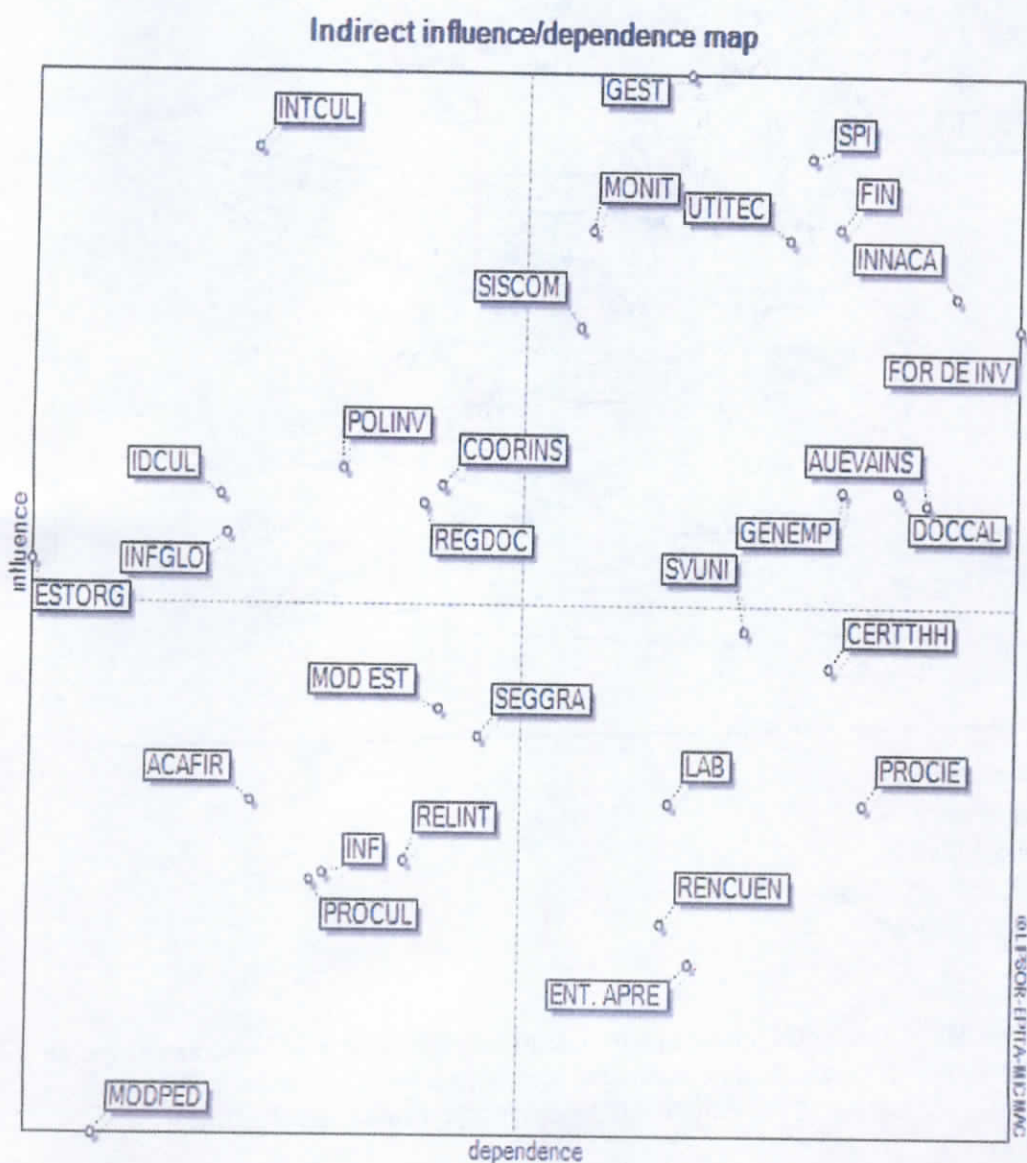 Indirect influence/dependence map
GEST
INTCUL
SPI
MONIT
UTITEC
FIN
INNACA
SISCOM
FOR DE INV
POLINV
COORINS
IDCUL
AUEVAINS
REGDOC
GENEMP
DOCCAL
INFGLO
SVUNI
influence
ESTORG
CERTTHH
MOD EST
SEGGRA
ACAFIR
LAB
PROCIE
RELINT
INF
RENCUEN
PROCUL
ENT. APRE
© LIPSOR-EPITA-MICMAC
MODPED
dependence